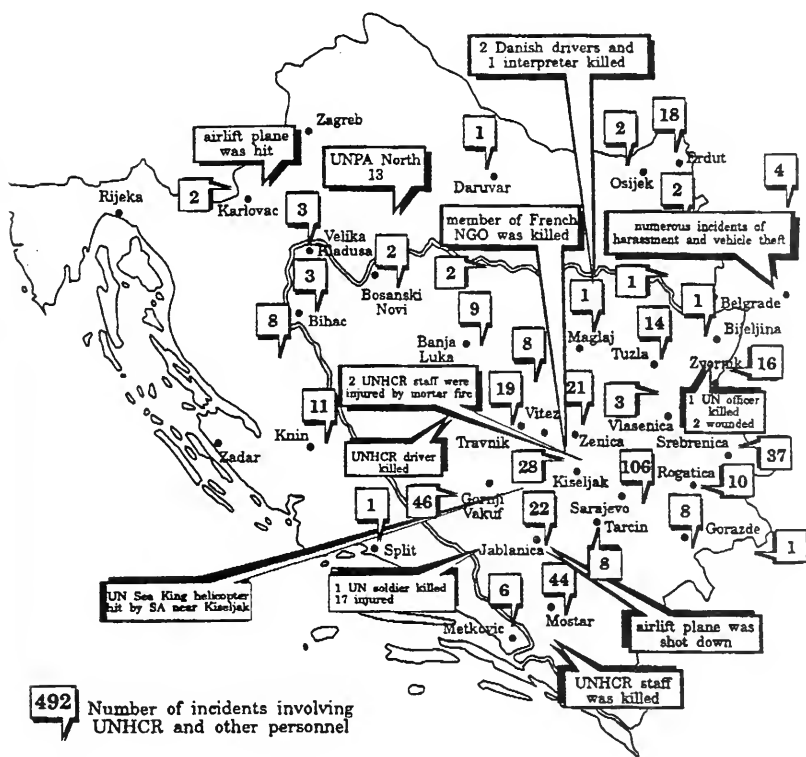 2 Danish drivers and
1 interpreter killed
18
Zagreb
airlift plane
was hit
1
2
Erdut
UNPA North
13
Daruvar
Osijek
4
Rijeka
2
Karlovac
2
3
member of French
NGO was killed
numerous incidents of
harassment and vehicle theft
Velika
Kladusa
2
2
1
3
Bosanski
Novi
1
1
Belgrade
8
Bihac
9
Maglaj
14
Bijeljina
Banja
Luka
8
Tuzla
Zvornik
16
2 UNHCR staff were
injured by mortar fire
19
21
3
1 UN officer
killed
2 wounded
11
Vitez
Vlasenica
Knin
Travnik
Zenica
Srebrenica
Zadar
UNHCR driver
killed
28
106
37
Kiseljak
Rogatica
10
1
46
Gornji
Vakuf
22
Sarajevo
Tarcin
8
Gorazde
Split
Jablanica
1
UN Sea King helicopter
hit by SA near Kiseljak
1 UN soldier killed
17 injured
8
6
44
Metkovic
Mostar
airlift plane was
shot down
UNHCR staff
was killed
492
Number of incidents involving
UNHCR and other personnel